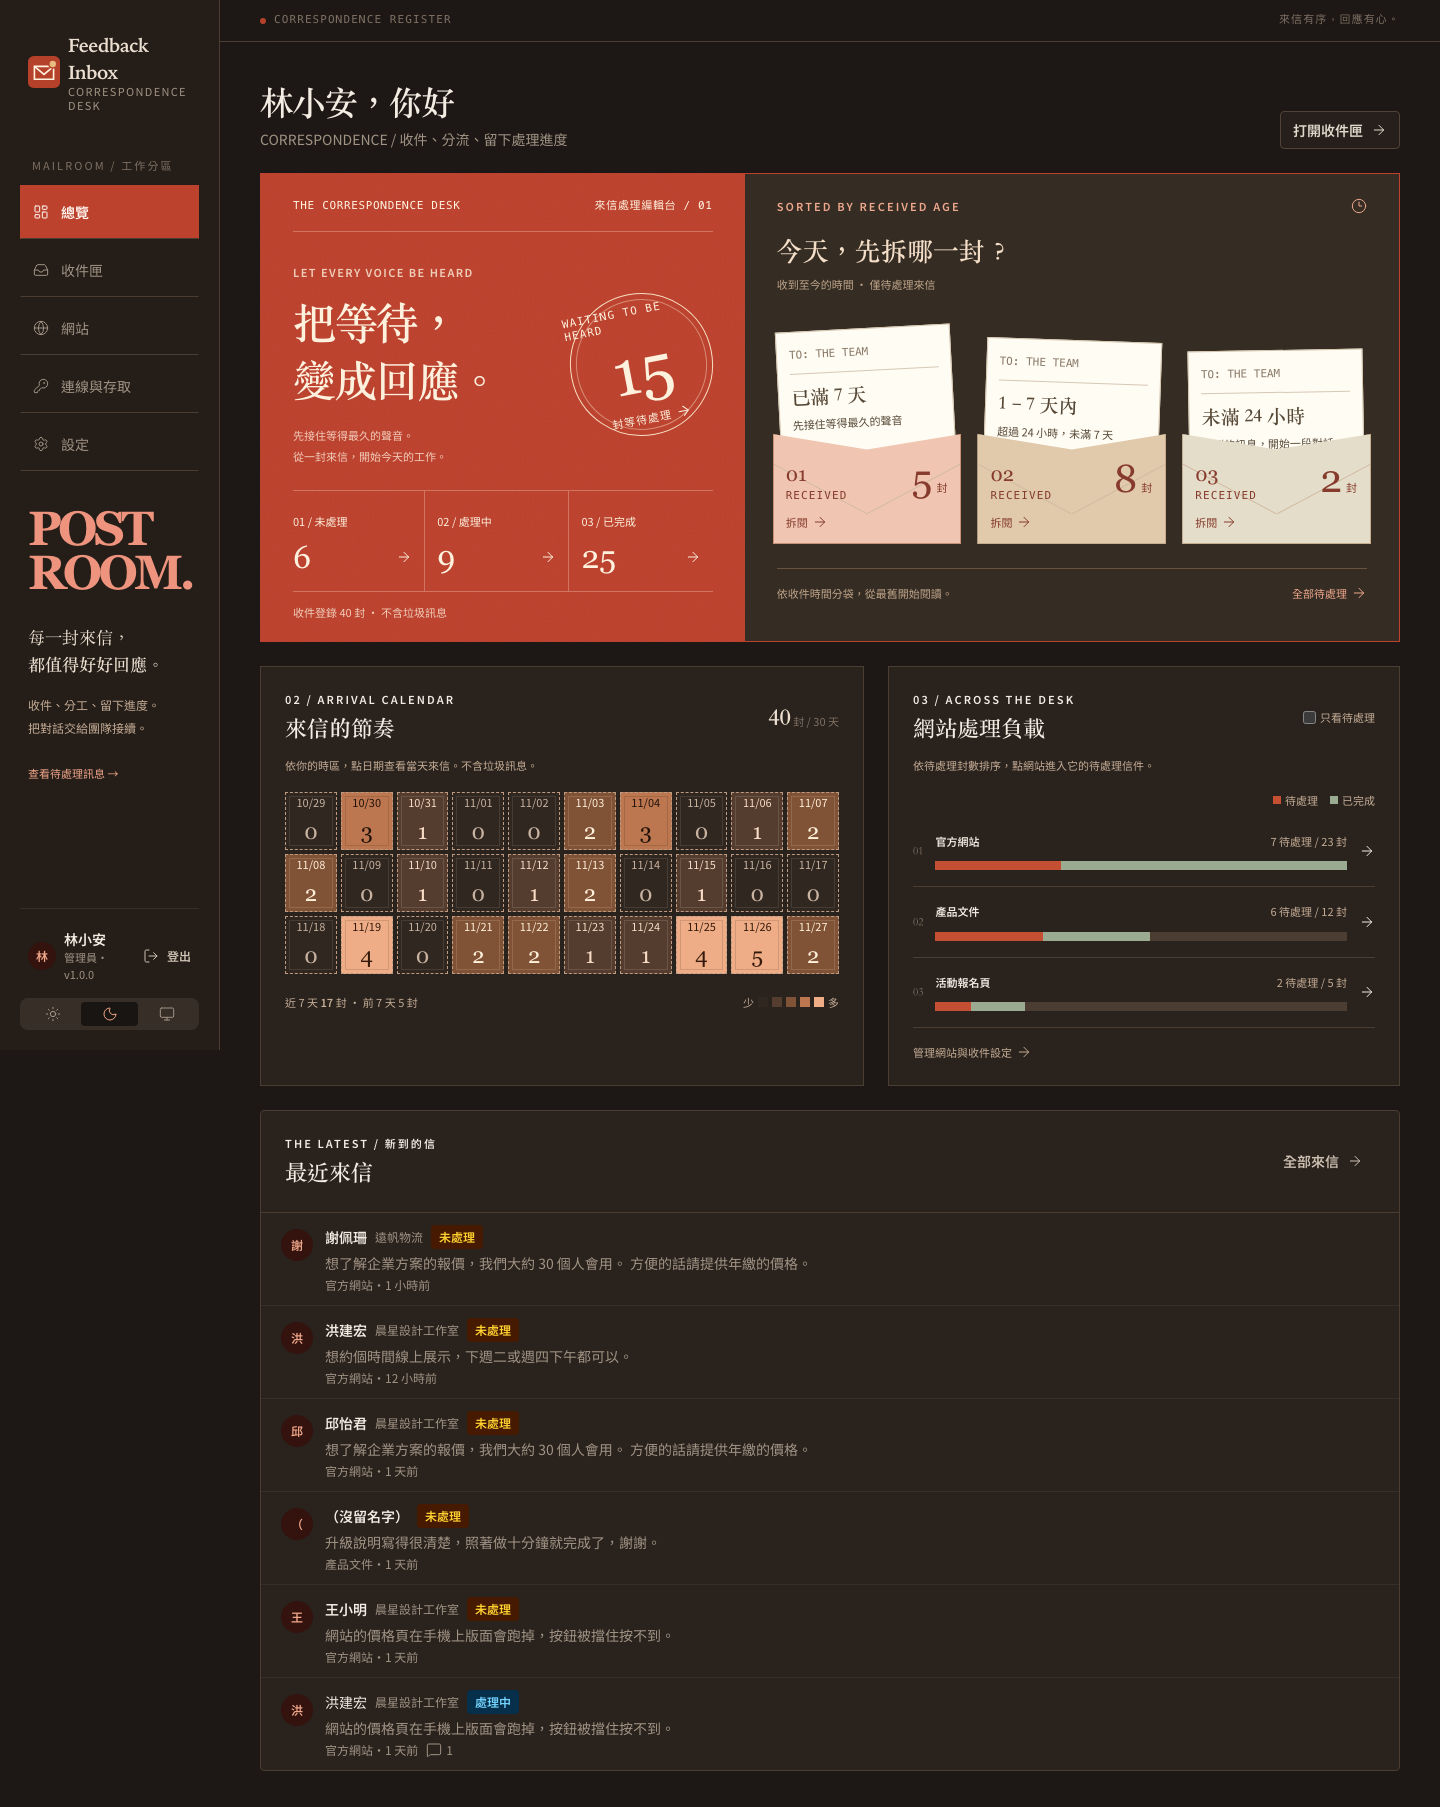 Feedback
Inbox
CORRESPONDENCE
DESK
MAILROOM / 工作分區
總覽
收件匣
網站
連線與存取
設定
POST
ROOM.
每一封來信，
都值得好好回應。
收件、分工、留下進度。
把對話交給團隊接續。
查看待處理訊息 →
林
林小安
管理員・
v1.0.0
登出
CORRESPONDENCE REGISTER
來信有序，回應有心。
林小安，你好
CORRESPONDENCE / 收件、分流、留下處理進度
打開收件匣 →
THE CORRESPONDENCE DESK
來信處理編輯台 / 01
LET EVERY VOICE BE HEARD
把等待，
變成回應。
WAITING TO BE
HEARD
15
封等待處理 →
先接住等得最久的聲音。
從一封來信，開始今天的工作。
01 / 未處理
6 →
02 / 處理中
9 →
03 / 已完成
25 →
收件登錄 40 封・不含垃圾訊息
SORTED BY RECEIVED AGE
今天，先拆哪一封？
收到至今的時間・僅待處理來信
TO: THE TEAM
已滿 7 天
先接住等得最久的聲音
01
RECEIVED
5 封
拆閱 →
TO: THE TEAM
1 – 7 天內
超過 24 小時，未滿 7 天
02
RECEIVED
8 封
拆閱 →
TO: THE TEAM
未滿 24 小時
訊息，開始一段對話
03
RECEIVED
2 封
拆閱 →
依收件時間分袋，從最舊開始閱讀。
全部待處理 →
02 / ARRIVAL CALENDAR
來信的節奏
40 封 / 30 天
依你的時區，點日期查看當天來信。不含垃圾訊息。
10/29 10/30 10/31 11/01 11/02 11/03 11/04 11/05 11/06 11/07
0 3 1 0 0 2 3 0 1 2
11/08 11/09 11/10 11/11 11/12 11/13 11/14 11/15 11/16 11/17
2 0 1 0 1 2 0 1 0 0
11/18 11/19 11/20 11/21 11/22 11/23 11/24 11/25 11/26 11/27
0 4 0 2 2 1 1 4 5 2
近 7 天 17 封・前 7 天 5 封
少 多
03 / ACROSS THE DESK
網站處理負載
只看待處理
依待處理封數排序，點網站進入它的待處理信件。
待處理 已完成
01 官方網站 7 待處理 / 23 封 →
02 產品文件 6 待處理 / 12 封 →
03 活動報名頁 2 待處理 / 5 封 →
管理網站與收件設定 →
THE LATEST / 新到的信
最近來信
全部來信 →
謝
謝佩珊 遠帆物流 未處理
想了解企業方案的報價，我們大約 30 個人會用。 方便的話請提供年繳的價格。
官方網站・1 小時前
洪
洪建宏 晨星設計工作室 未處理
想約個時間線上展示，下週二或週四下午都可以。
官方網站・12 小時前
邱
邱怡君 晨星設計工作室 未處理
想了解企業方案的報價，我們大約 30 個人會用。 方便的話請提供年繳的價格。
官方網站・1 天前
（
（沒留名字） 未處理
升級說明寫得很清楚，照著做十分鐘就完成了，謝謝。
產品文件・1 天前
王
王小明 晨星設計工作室 未處理
網站的價格頁在手機上版面會跑掉，按鈕被擋住按不到。
官方網站・1 天前
洪
洪建宏 晨星設計工作室 處理中
網站的價格頁在手機上版面會跑掉，按鈕被擋住按不到。
官方網站・1 天前 1